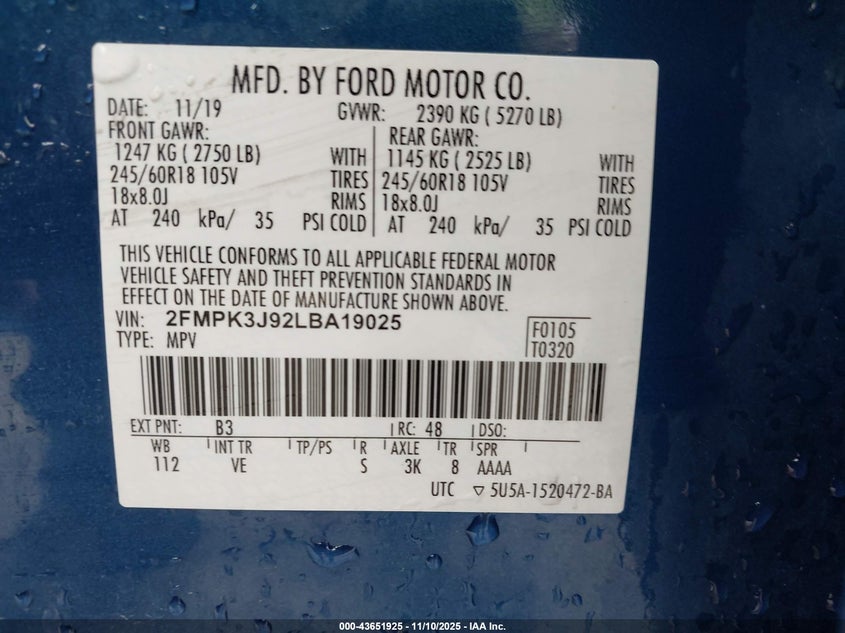 MFD. BY FORD MOTOR CO.
DATE: 11/19 GVWR: 2390 KG ( 5270 LB)
FRONT GAWR: REAR GAWR:
1247 KG ( 2750 LB) WITH 1145 KG ( 2525 LB) WITH
245/60R18 105V TIRES 245/60R18 105V TIRES
18x8.0J RIMS 18x8.0J RIMS
AT 240 kPa/ 35 PSI COLD AT 240 kPa/ 35 PSI COLD
THIS VEHICLE CONFORMS TO ALL APPLICABLE FEDERAL MOTOR
VEHICLE SAFETY AND THEFT PREVENTION STANDARDS IN
EFFECT ON THE DATE OF MANUFACTURE SHOWN ABOVE.
VIN: 2FMPK3J92LBA19025 F0105
TYPE: MPV T0320
EXT PNT: B3 RC: 48 DSO:
WB INT TR TP/PS R AXLE TR SPR
112 VE S 3K 8 AAAA
UTC ▽ 5U5A-1520472-BA
000-43651925 - 11/10/2025 - IAA Inc.